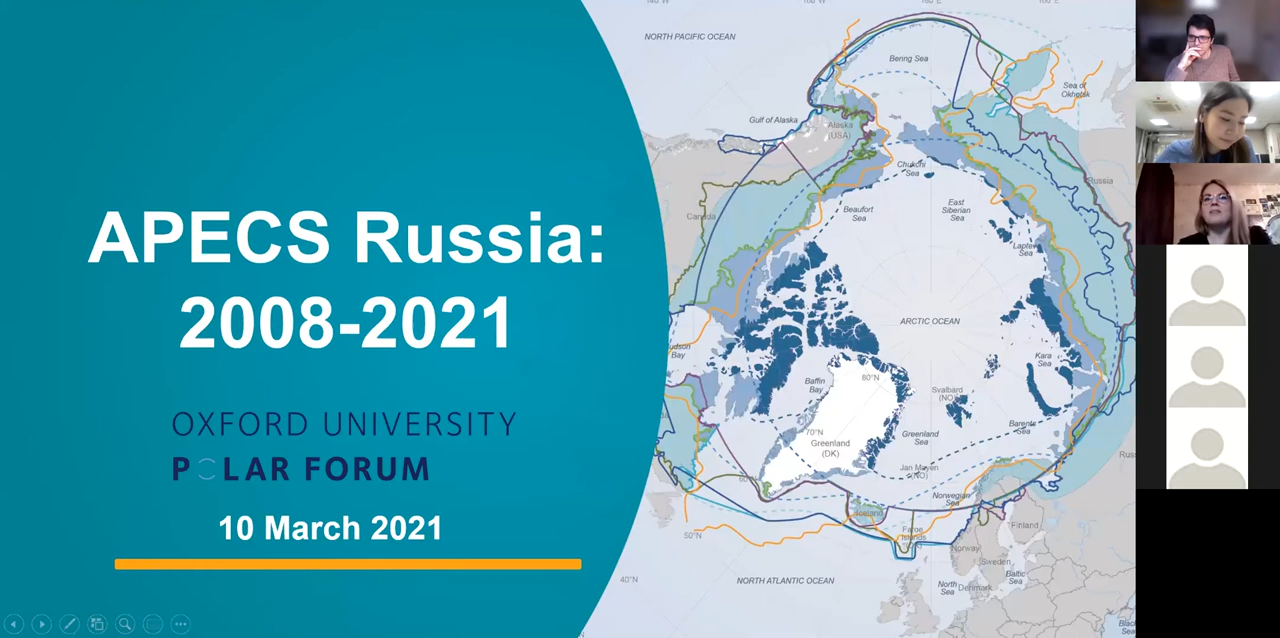 APECS Russia:
2008-2021
OXFORD UNIVERSITY
POLAR FORUM
10 March 2021
NORTH PACIFIC OCEAN
Bering Sea
Sea of
Okhotsk
Gulf of Alaska
Alaska
(USA)
Chukchi
Sea
Russia
Canada
Beaufort
Sea
East
Siberian
Sea
Laptev
Sea
ARCTIC OCEAN
Hudson
Bay
Baffin
Bay
80°N
Kara
Sea
Svalbard
(NO)
70°N
Greenland
(DK)
Greenland
Sea
Barents
Sea
Jan Mayen
(NO)
Norwegian
Sea
Iceland
Faroe
Islands
50°N
Finland
Norway
Sweden
40°N
NORTH ATLANTIC OCEAN
North
Sea
Denmark
Baltic
Sea